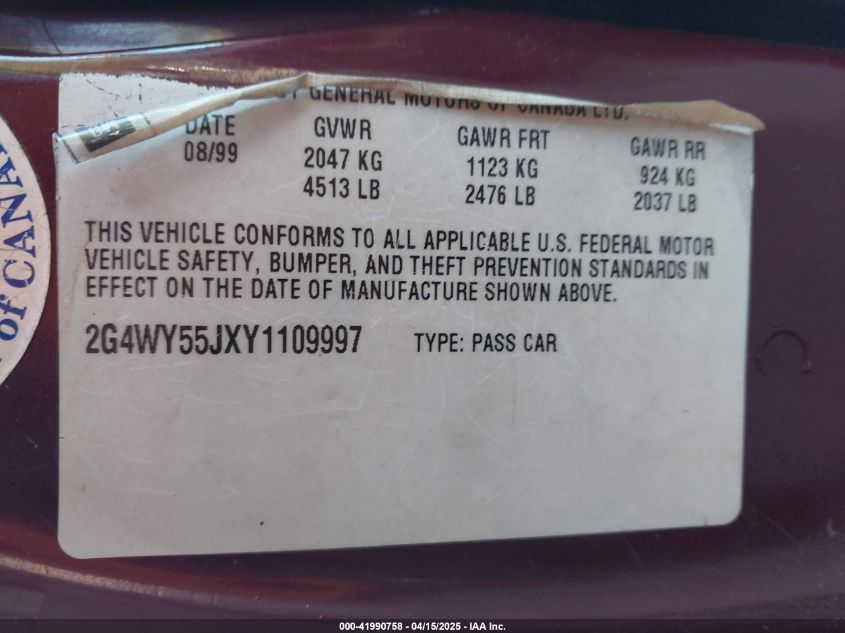 GENERAL MOTORS OF CANADA LTD.
DATE GVWR GAWR FRT GAWR RR
08/99 2047 KG 1123 KG 924 KG
4513 LB 2476 LB 2037 LB
THIS VEHICLE CONFORMS TO ALL APPLICABLE U.S. FEDERAL MOTOR
VEHICLE SAFETY, BUMPER, AND THEFT PREVENTION STANDARDS IN
EFFECT ON THE DATE OF MANUFACTURE SHOWN ABOVE.
2G4WY55JXY1109997 TYPE: PASS CAR
of CANA
000-41990758 - 04/15/2025 - IAA Inc.